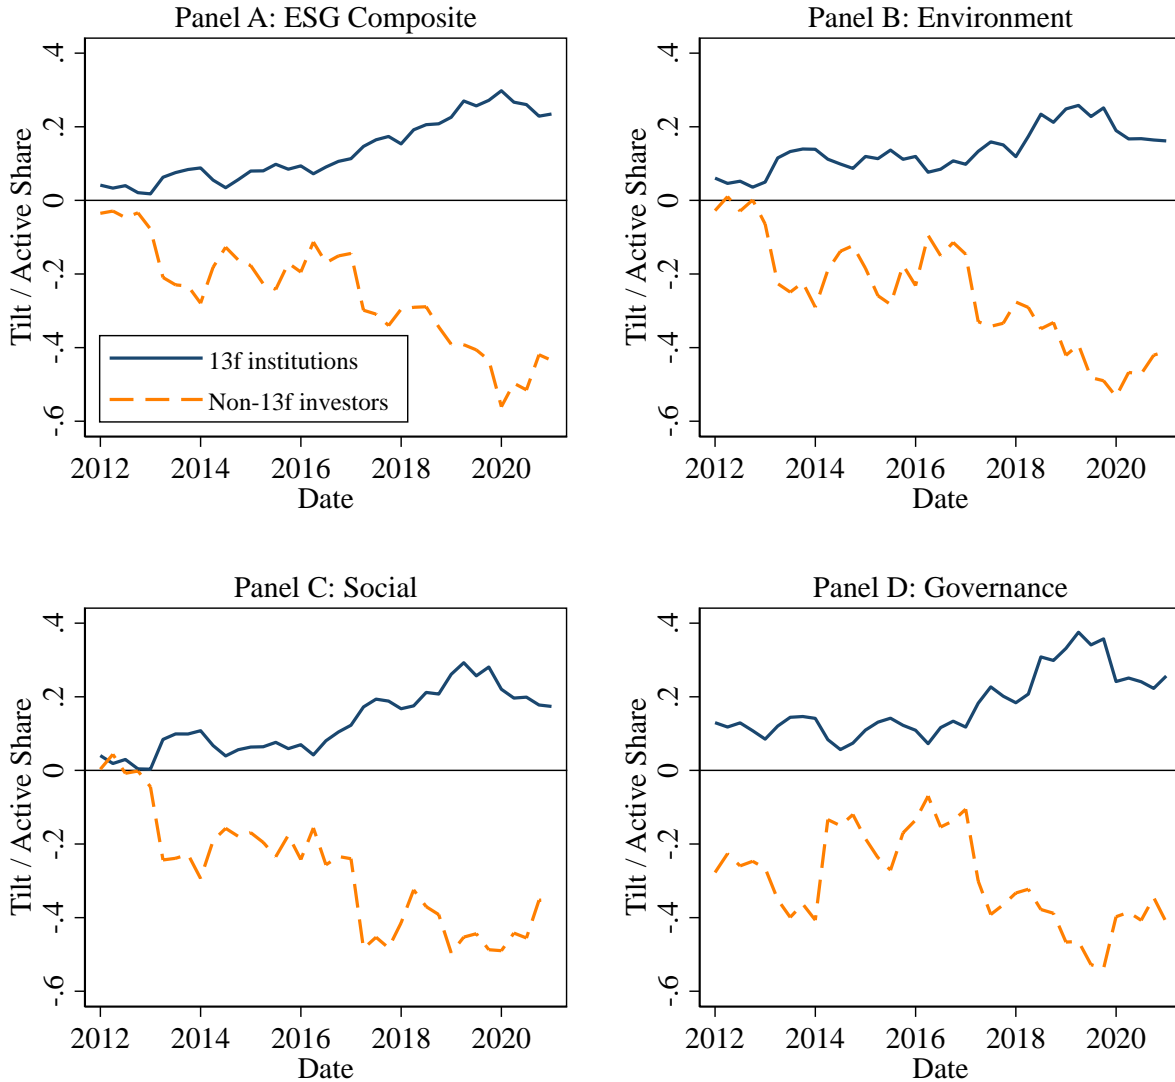 Panel A: ESG Composite
Tilt / Active Share
.4
.2
0
-.2
-.4
-.6
13f institutions
Non-13f investors
2012 2014 2016 2018 2020
Date
Panel B: Environment
Tilt / Active Share
.4
.2
0
-.2
-.4
-.6
2012 2014 2016 2018 2020
Date
Panel C: Social
Tilt / Active Share
.4
.2
0
-.2
-.4
-.6
2012 2014 2016 2018 2020
Date
Panel D: Governance
Tilt / Active Share
.4
.2
0
-.2
-.4
-.6
2012 2014 2016 2018 2020
Date